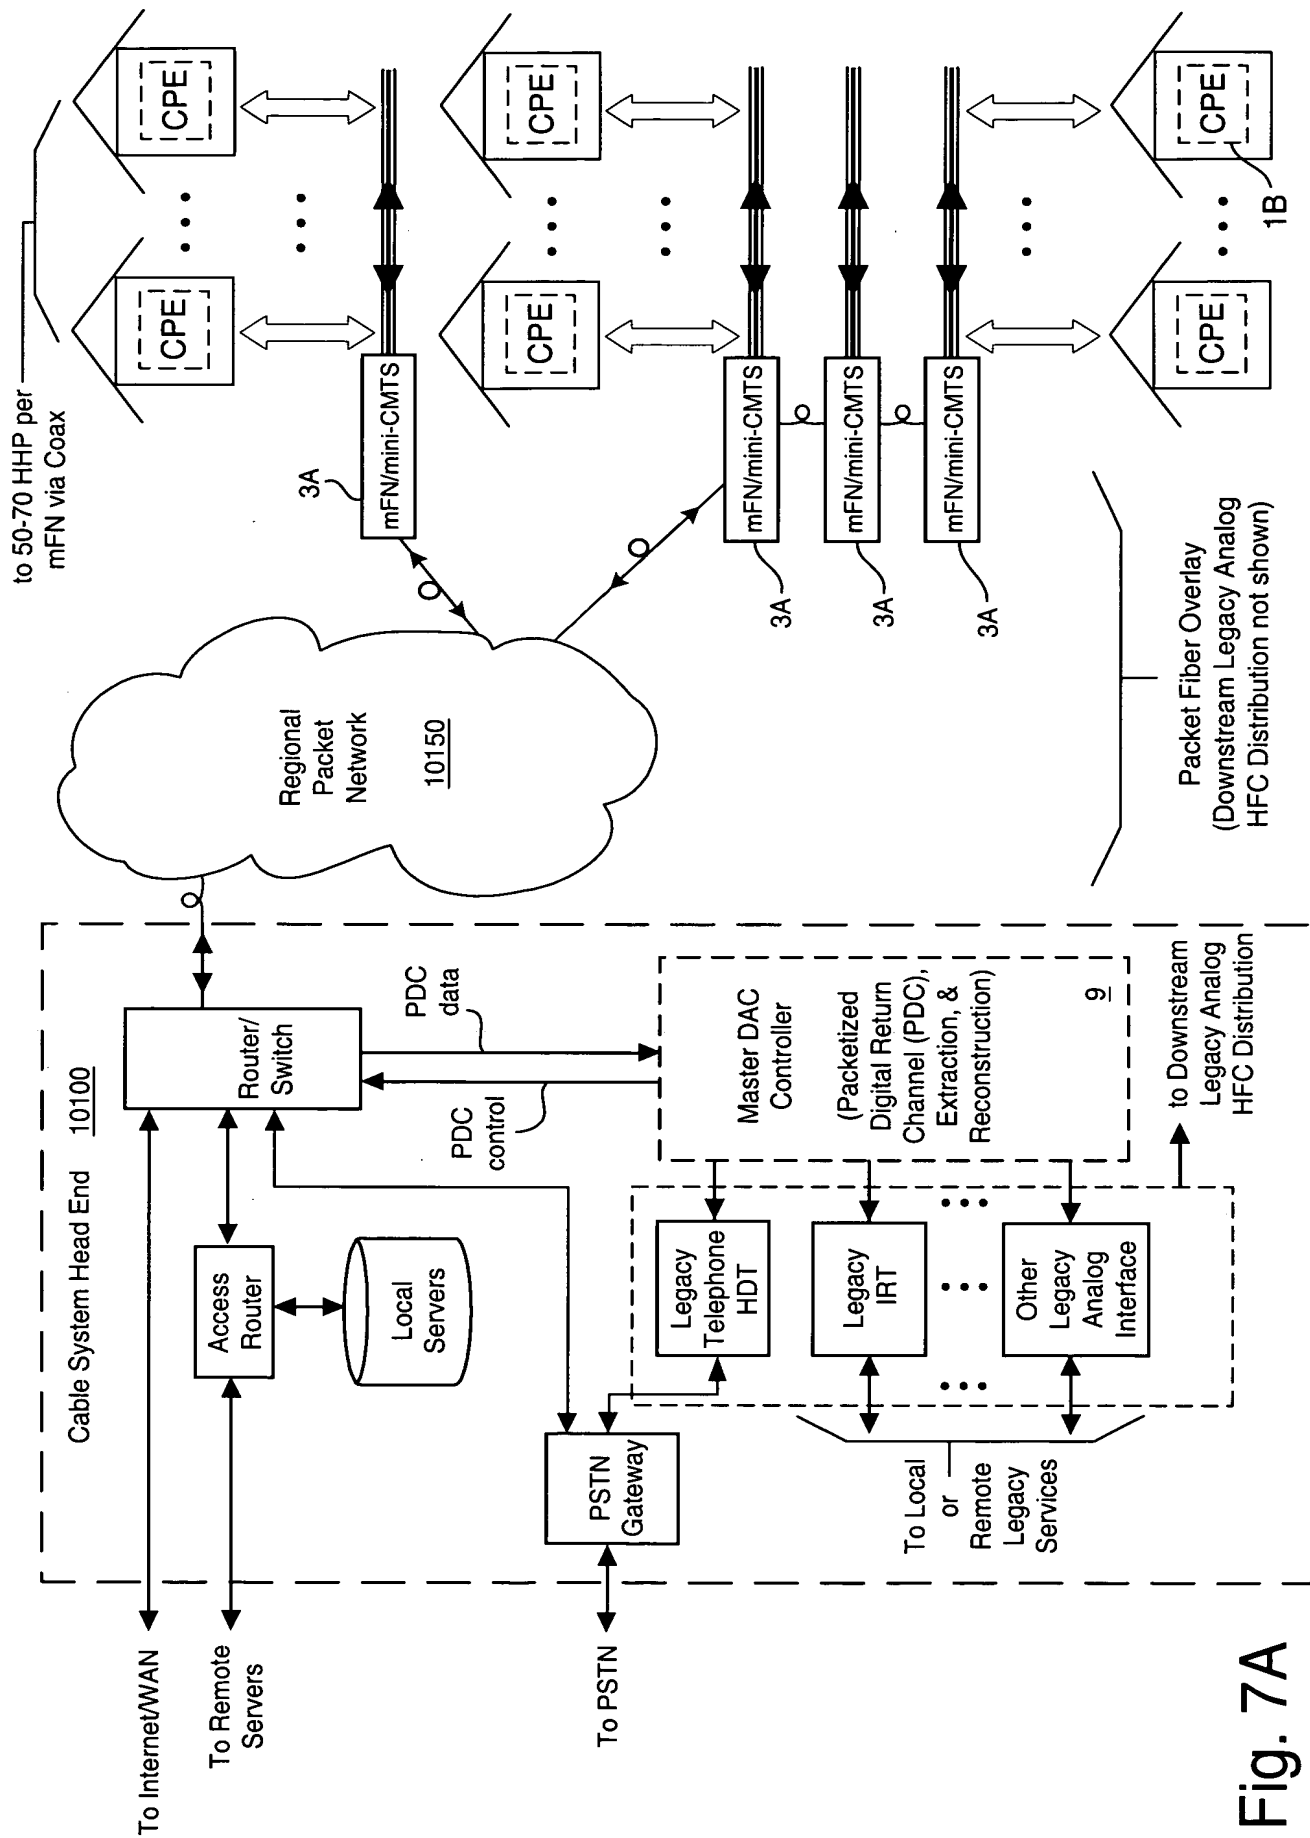 to 50-70 HHP per
mFN via Coax
CPE
CPE
CPE
CPE
CPE
CPE
1B
3A
mFN/mini-CMTS
mFN/mini-CMTS
mFN/mini-CMTS
mFN/mini-CMTS
3A
3A
3A
Regional
Packet
Network
10150
Packet Fiber Overlay
(Downstream Legacy Analog
HFC Distribution not shown)
Cable System Head End 10100
Router/
Switch
PDC
data
PDC
control
Master DAC
Controller
(Packetized
Digital Return
Channel (PDC),
Extraction, &
Reconstruction)
9
to Downstream
Legacy Analog
HFC Distribution
Access
Router
Local
Servers
Legacy
Telephone
HDT
Legacy
IRT
Other
Legacy
Analog
Interface
PSTN
Gateway
To Local
or
Remote
Legacy
Services
To Internet/WAN
To Remote
Servers
To PSTN
Fig. 7A